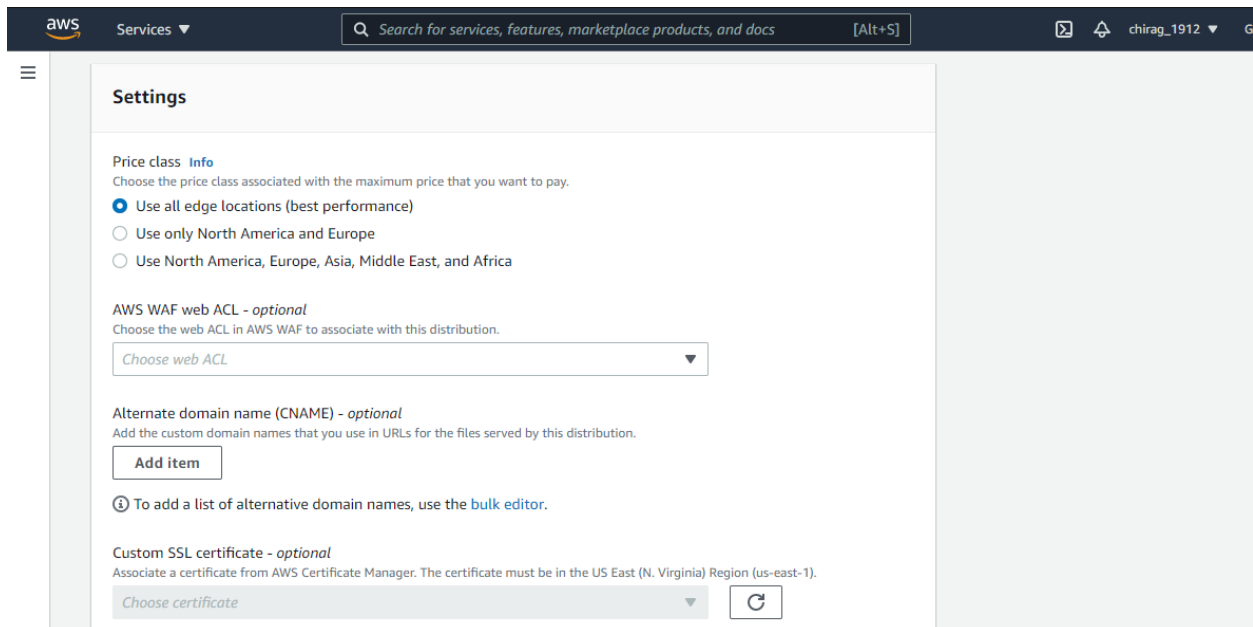 aws
Services ▼
Search for services, features, marketplace products, and docs [Alt+S]
chirag_1912 ▼
G
Settings
Price class Info
Choose the price class associated with the maximum price that you want to pay.
Use all edge locations (best performance)
Use only North America and Europe
Use North America, Europe, Asia, Middle East, and Africa
AWS WAF web ACL - optional
Choose the web ACL in AWS WAF to associate with this distribution.
Choose web ACL
Alternate domain name (CNAME) - optional
Add the custom domain names that you use in URLs for the files served by this distribution.
Add item
To add a list of alternative domain names, use the bulk editor.
Custom SSL certificate - optional
Associate a certificate from AWS Certificate Manager. The certificate must be in the US East (N. Virginia) Region (us-east-1).
Choose certificate